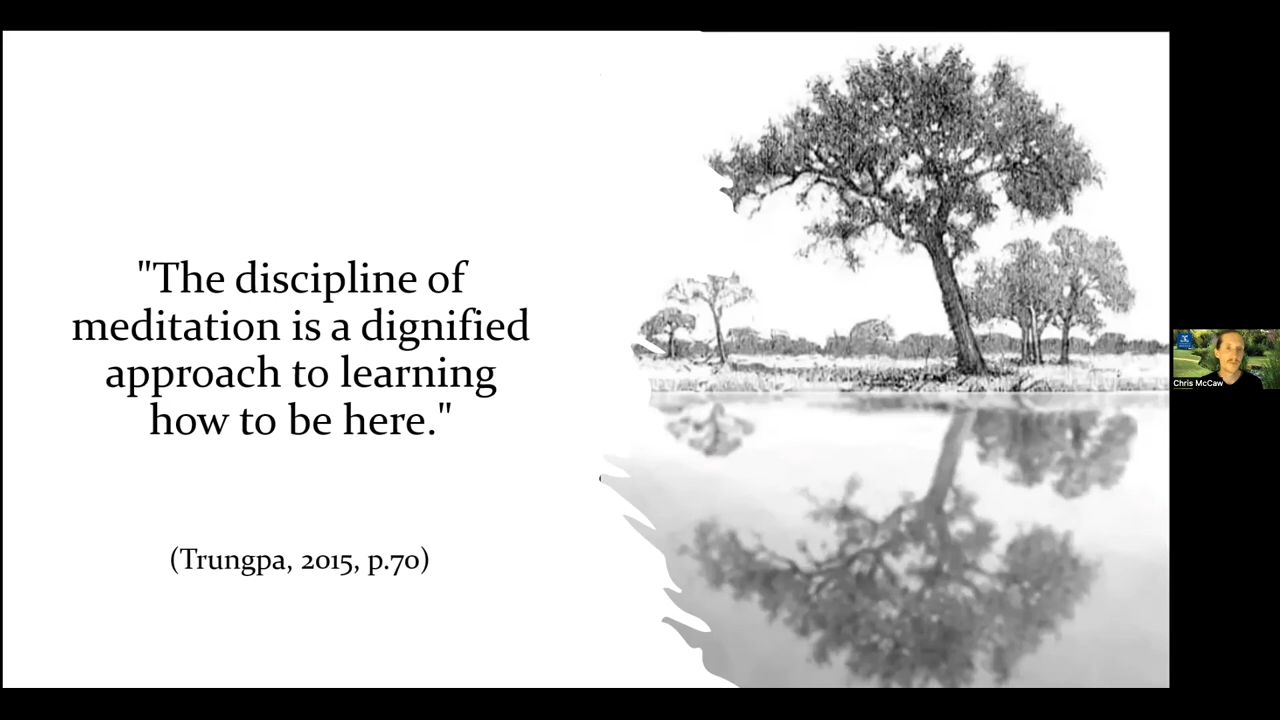 "The discipline of
meditation is a dignified
approach to learning
how to be here."
(Trungpa, 2015, p.70)
Chris McCaw